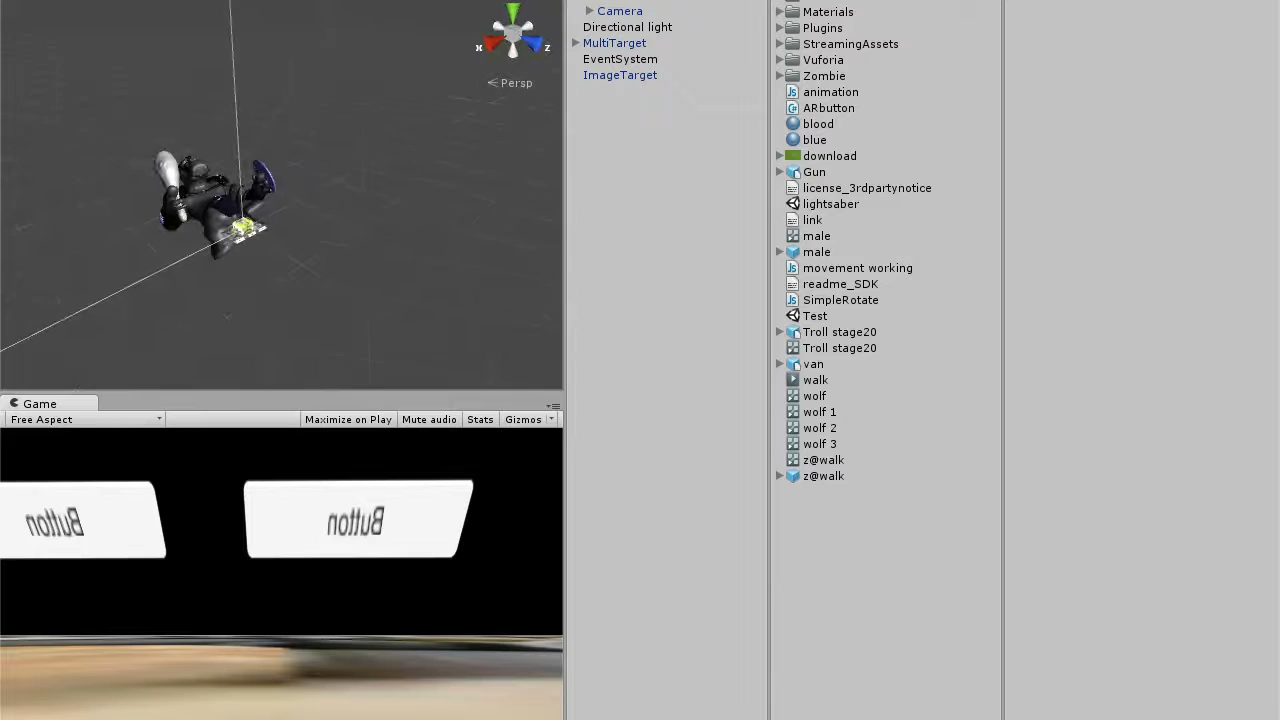 x
z
Persp
Game
Free Aspect
Maximize on Play
Mute audio
Stats
Gizmos
Button
Button
Camera
Directional light
MultiTarget
EventSystem
ImageTarget
Materials
Plugins
StreamingAssets
Vuforia
Zombie
animation
ARbutton
blood
blue
download
Gun
license_3rdpartynotice
lightsaber
link
male
male
movement working
readme_SDK
SimpleRotate
Test
Troll stage20
Troll stage20
van
walk
wolf
wolf 1
wolf 2
wolf 3
z@walk
z@walk